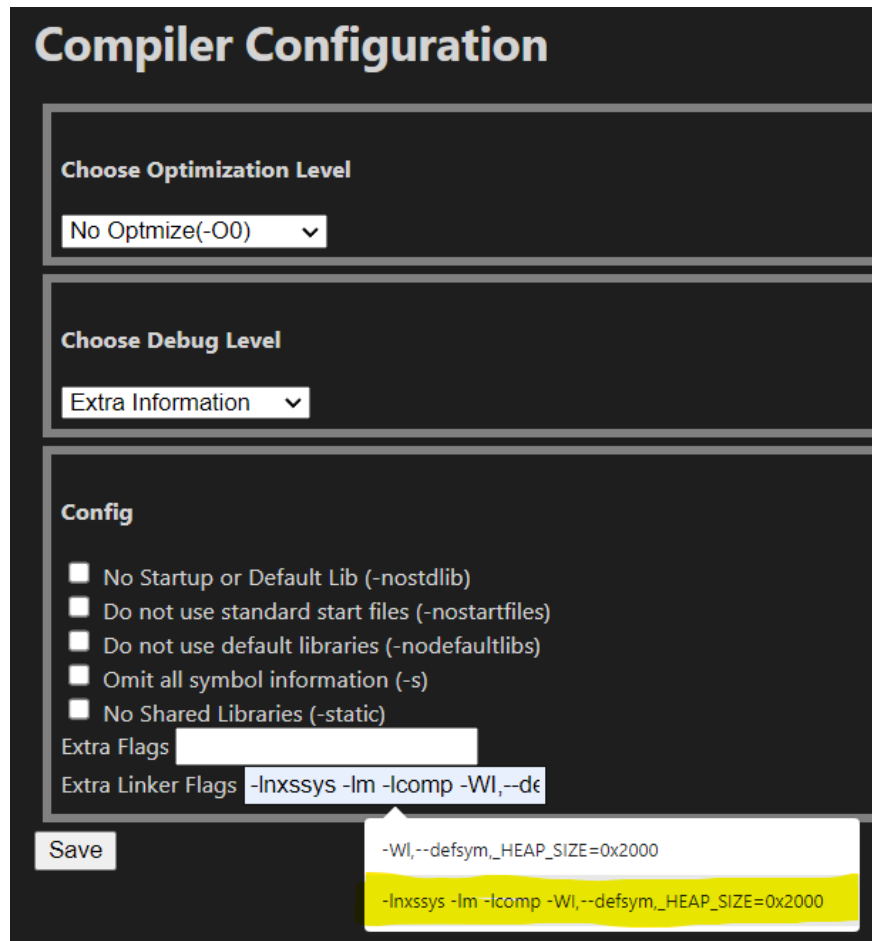 Compiler Configuration
Choose Optimization Level
No Optmize(-O0)
Choose Debug Level
Extra Information
Config
No Startup or Default Lib (-nostdlib)
Do not use standard start files (-nostartfiles)
Do not use default libraries (-nodefaultlibs)
Omit all symbol information (-s)
No Shared Libraries (-static)
Extra Flags
Extra Linker Flags -lnxssys -lm -lcomp -Wl,--de
Save
-Wl,--defsym,_HEAP_SIZE=0x2000
-lnxssys -lm -lcomp -Wl,--defsym,_HEAP_SIZE=0x2000